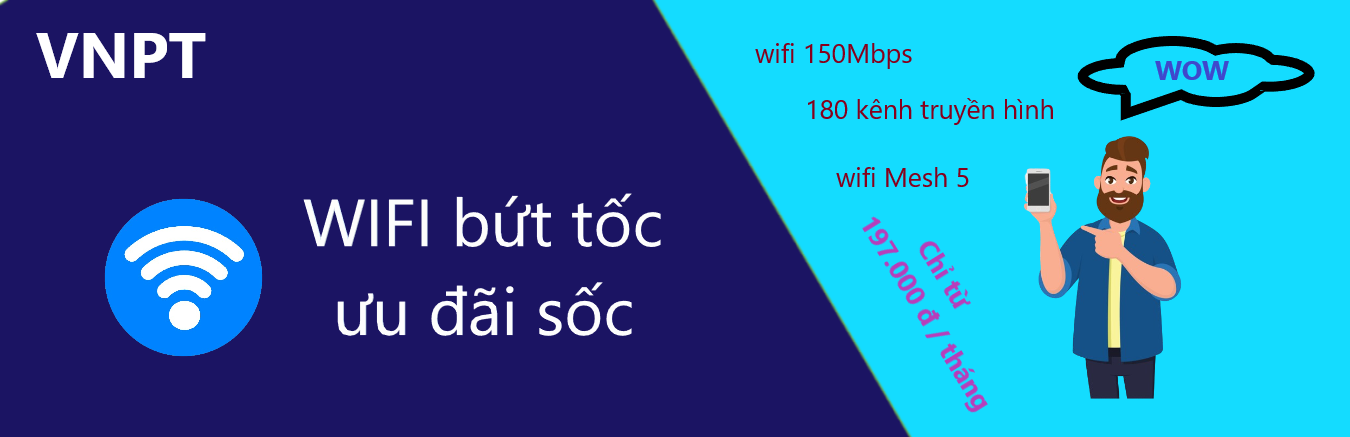 VNPT
WIFI bứt tốc
ưu đãi sốc
wifi 150Mbps
180 kênh truyền hình
wifi Mesh 5
Chỉ từ
197.000 đ / tháng
WOW